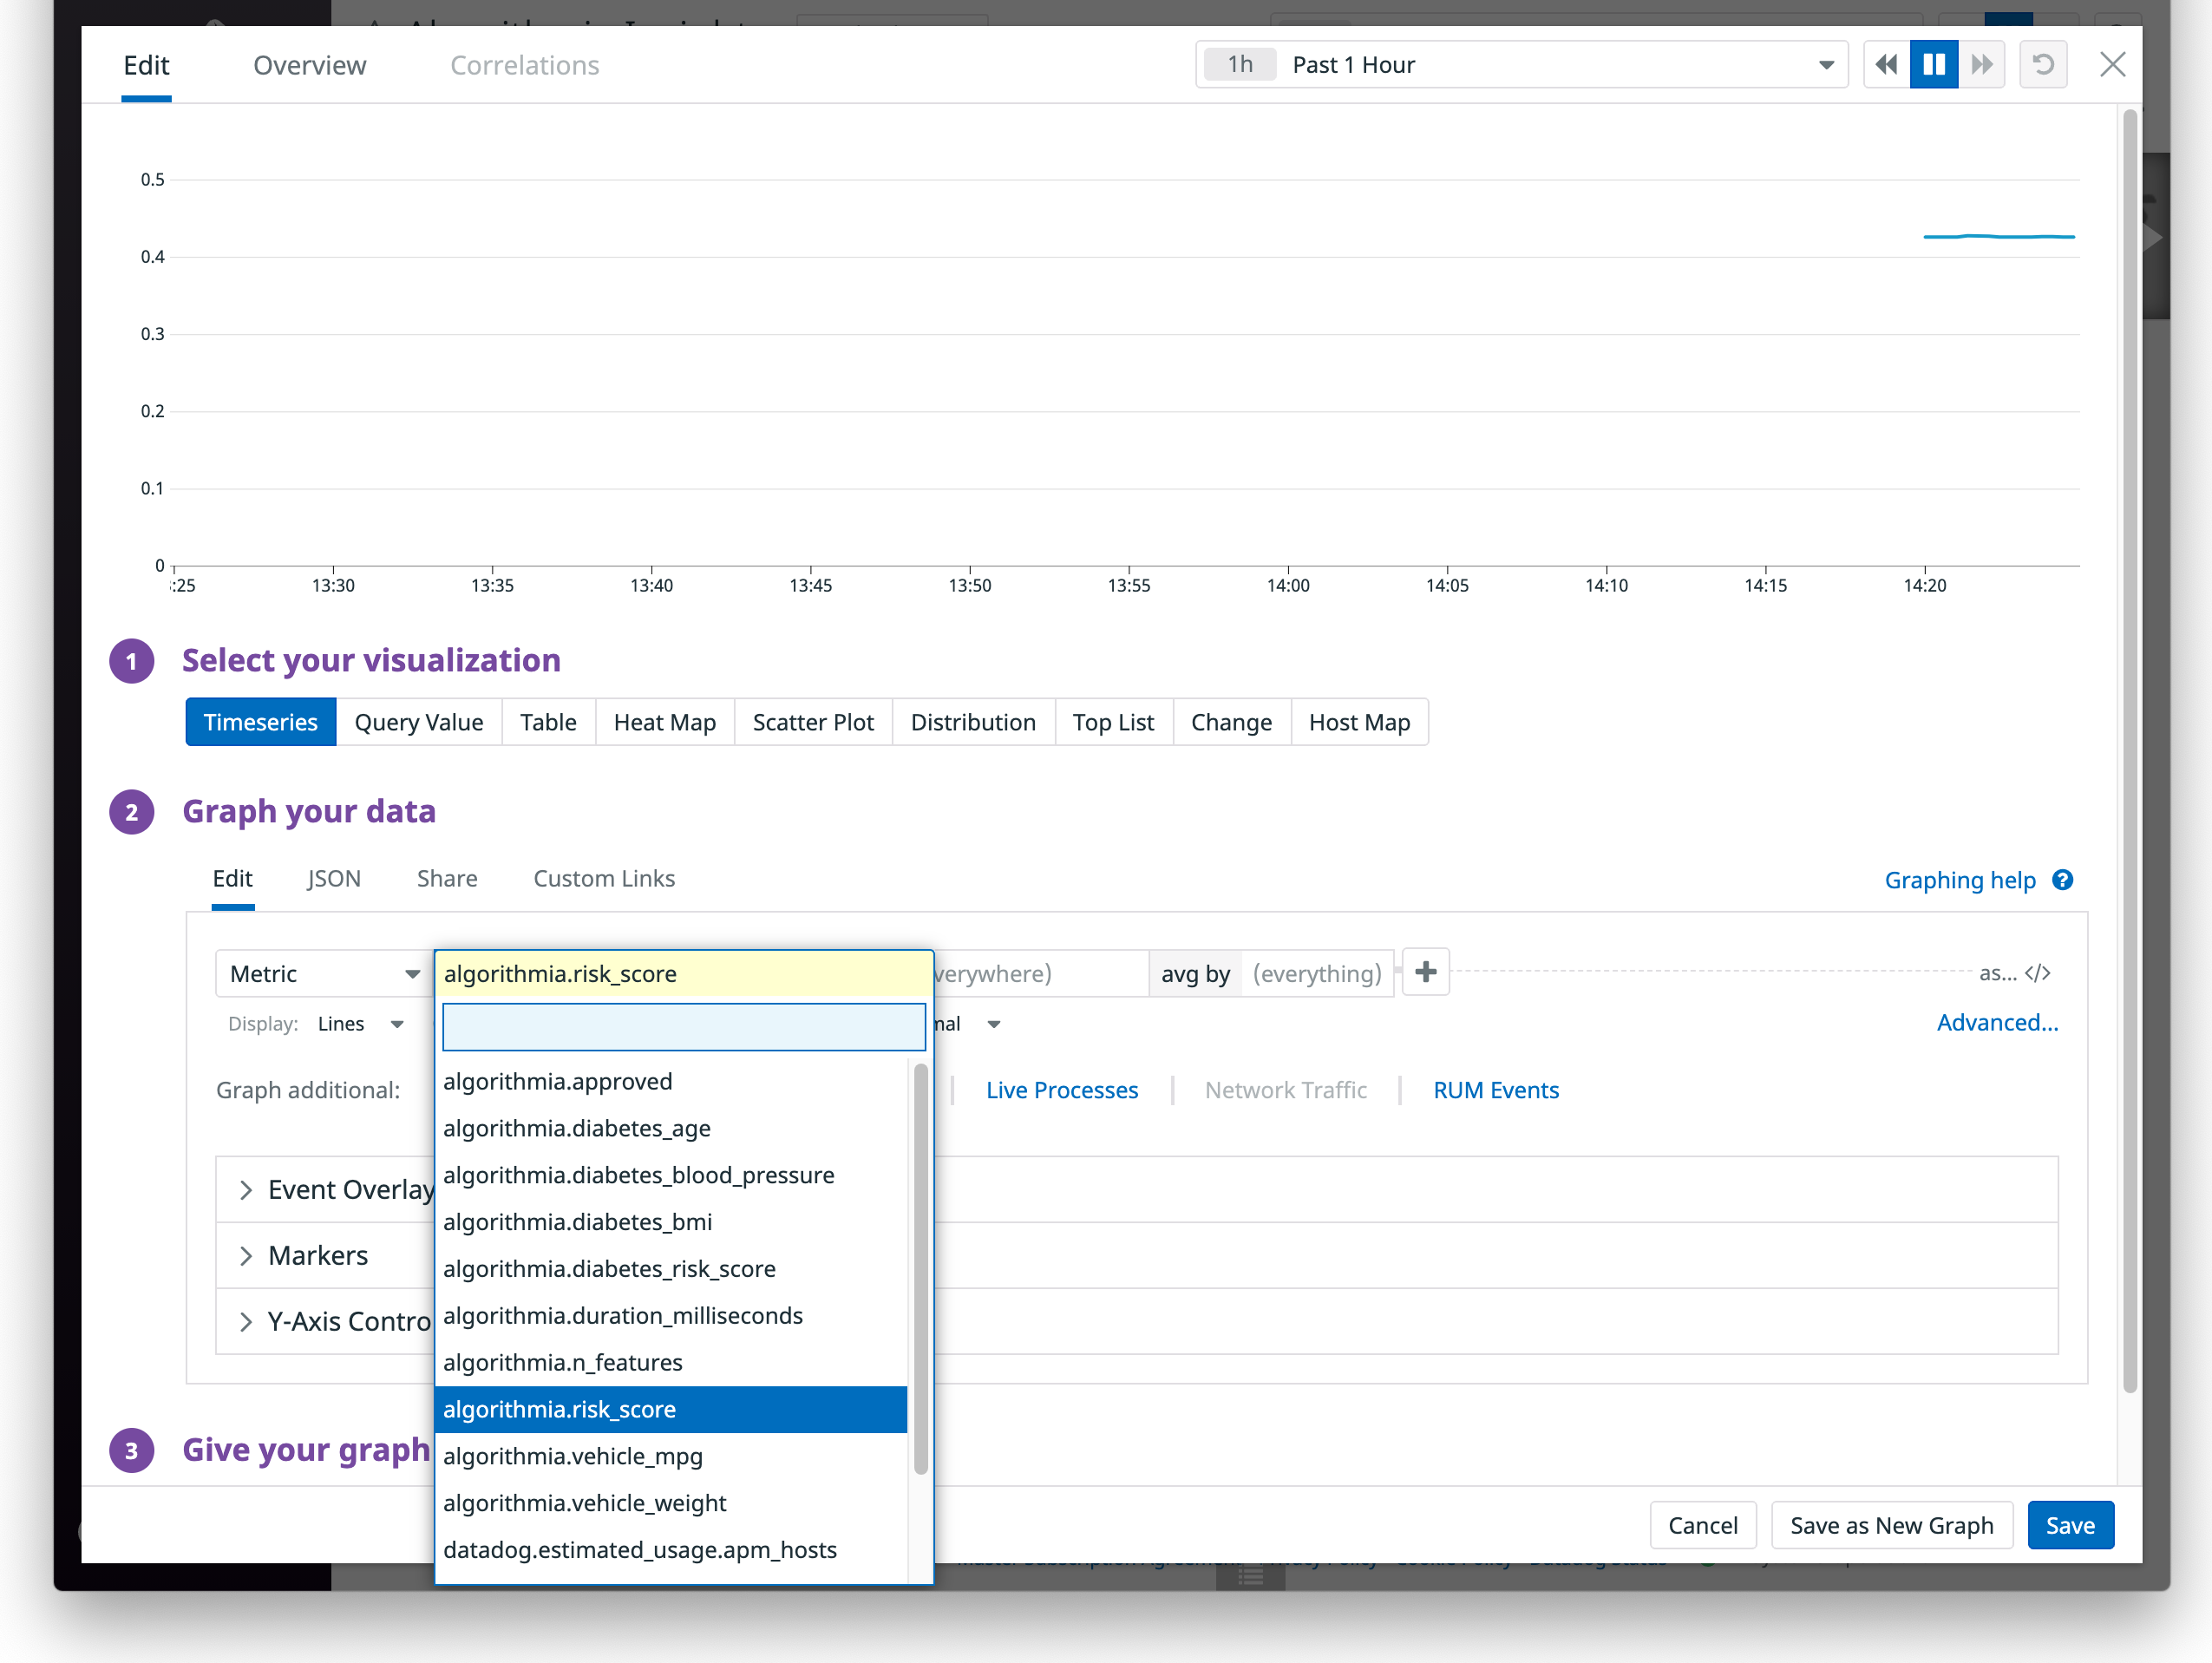 Edit Overview Correlations 1h Past 1 Hour
0.5
0.4
0.3
0.2
0.1
0
:25 13:30 13:35 13:40 13:45 13:50 13:55 14:00 14:05 14:10 14:15 14:20
1 Select your visualization
Timeseries Query Value Table Heat Map Scatter Plot Distribution Top List Change Host Map
2 Graph your data
Edit JSON Share Custom Links Graphing help ?
Metric algorithmia.risk_score verywhere) avg by (everything) + as... </>
Display: Lines nal Advanced...
Graph additional: Live Processes Network Traffic RUM Events
algorithmia.approved
algorithmia.diabetes_age
algorithmia.diabetes_blood_pressure
algorithmia.diabetes_bmi
algorithmia.diabetes_risk_score
algorithmia.duration_milliseconds
algorithmia.n_features
algorithmia.risk_score
algorithmia.vehicle_mpg
algorithmia.vehicle_weight
datadog.estimated_usage.apm_hosts
Event Overlay
Markers
Y-Axis Contro
3 Give your graph
Cancel Save as New Graph Save